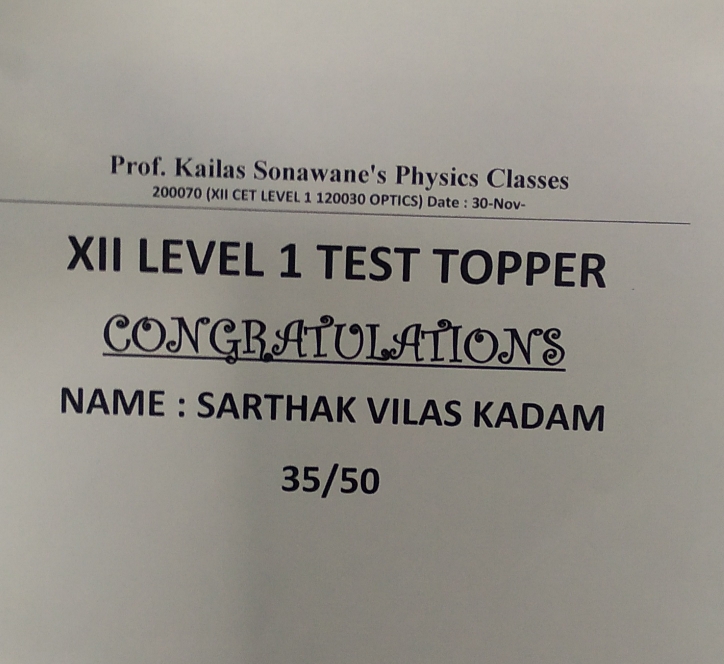 Prof. Kailas Sonawane's Physics Classes
200070 (XII CET LEVEL 1 120030 OPTICS) Date : 30-Nov-
XII LEVEL 1 TEST TOPPER
CONGRATULATIONS
NAME : SARTHAK VILAS KADAM
35/50